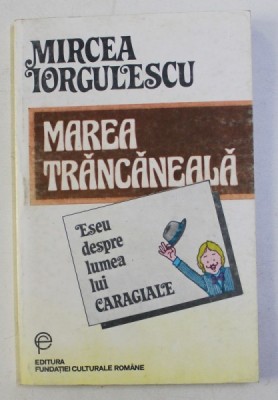 MIRCEA
IORGULESCU
MAREA
TRĂNCĂNEALĂ
Eseu
despre
lumea
lui
CARAGIALE
EDITURA
FUNDAȚIEI CULTURALE ROMÂNE